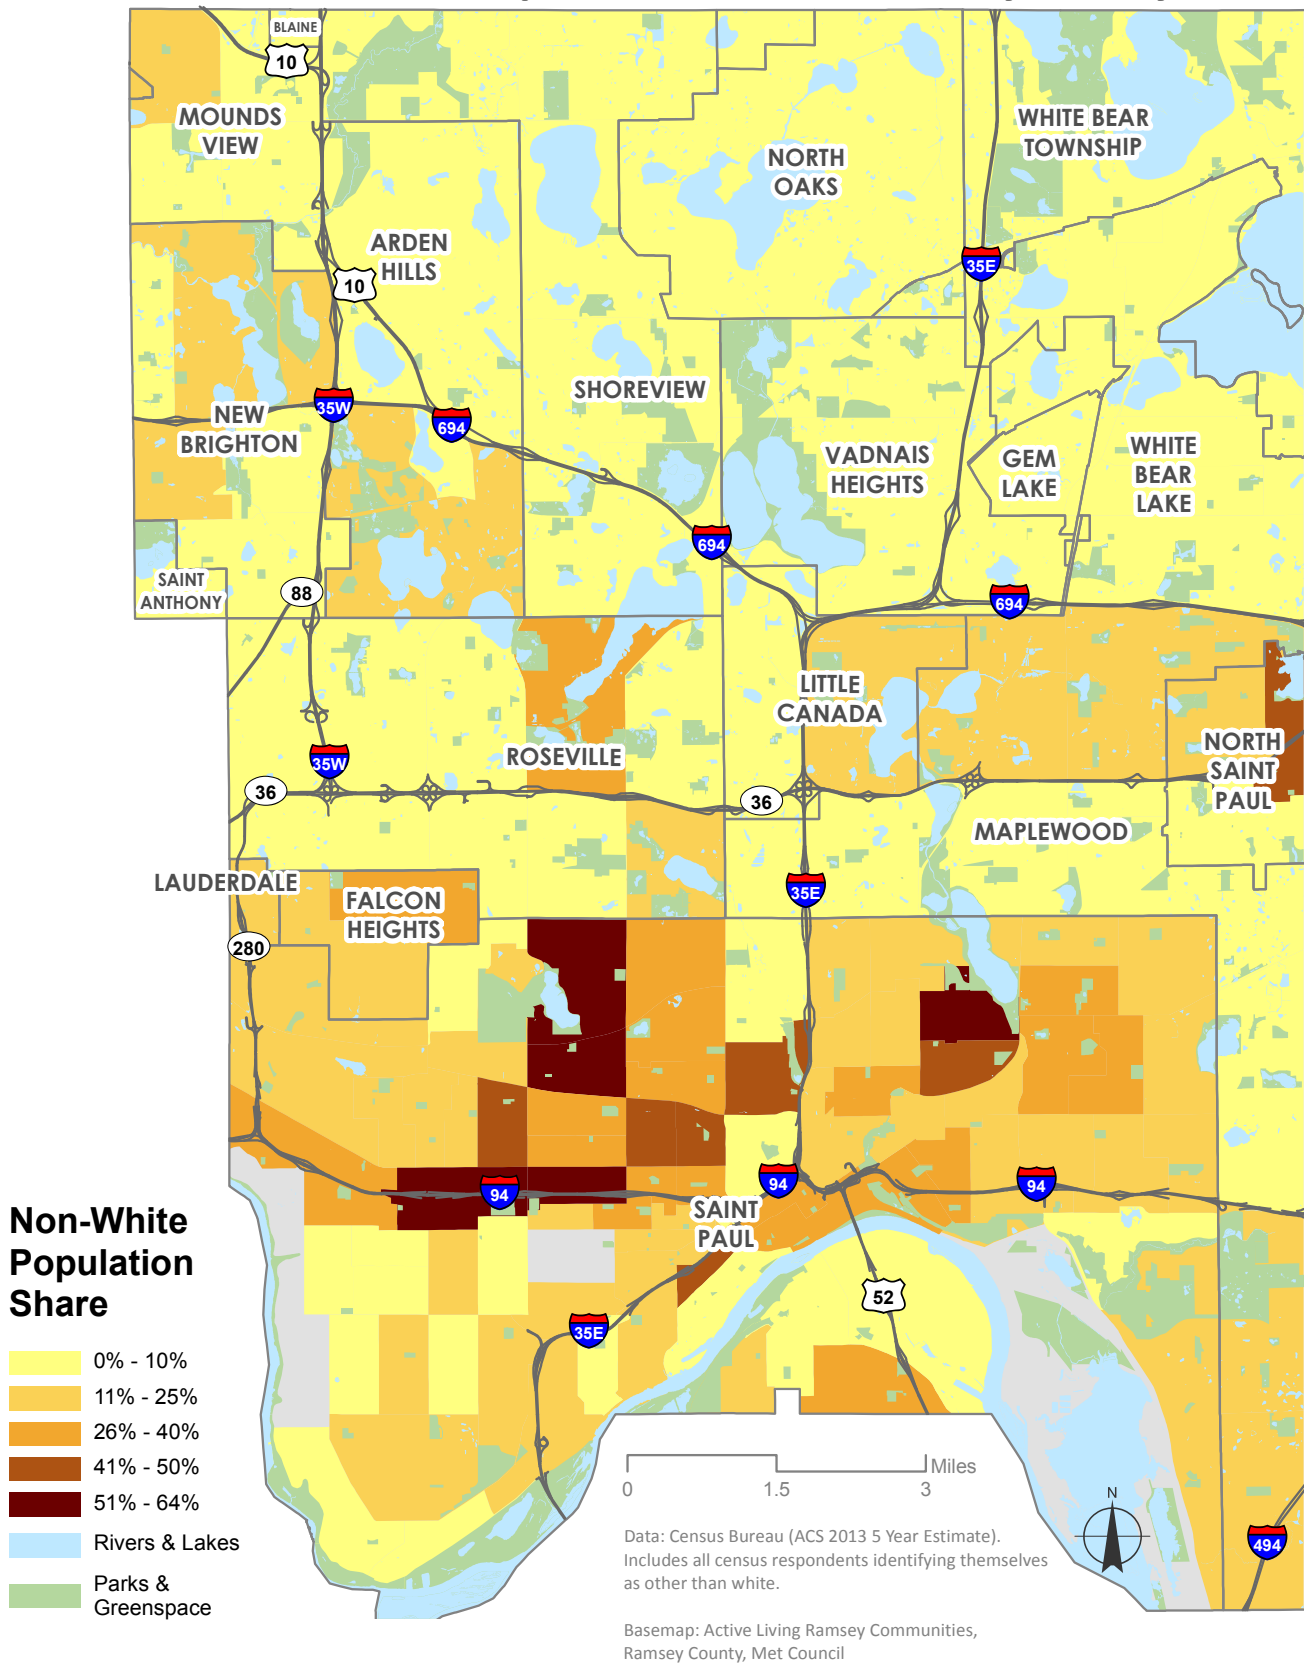 BLAINE
10
MOUNDS
VIEW
WHITE BEAR
TOWNSHIP
NORTH
OAKS
ARDEN
HILLS
35E
10
SHOREVIEW
35W
NEW
BRIGHTON
694
VADNAIS
HEIGHTS
GEM
LAKE
WHITE
BEAR
LAKE
694
SAINT
ANTHONY
88
694
LITTLE
CANADA
ROSEVILLE
35W
NORTH
SAINT
PAUL
36
36
MAPLEWOOD
LAUDERDALE
35E
FALCON
HEIGHTS
280
94
94
94
SAINT
PAUL
52
35E
494
Non-White
Population
Share
0% - 10%
11% - 25%
26% - 40%
41% - 50%
51% - 64%
Rivers & Lakes
Parks &
Greenspace
Miles
0 1.5 3
N
Data: Census Bureau (ACS 2013 5 Year Estimate).
Includes all census respondents identifying themselves
as other than white.
Basemap: Active Living Ramsey Communities,
Ramsey County, Met Council